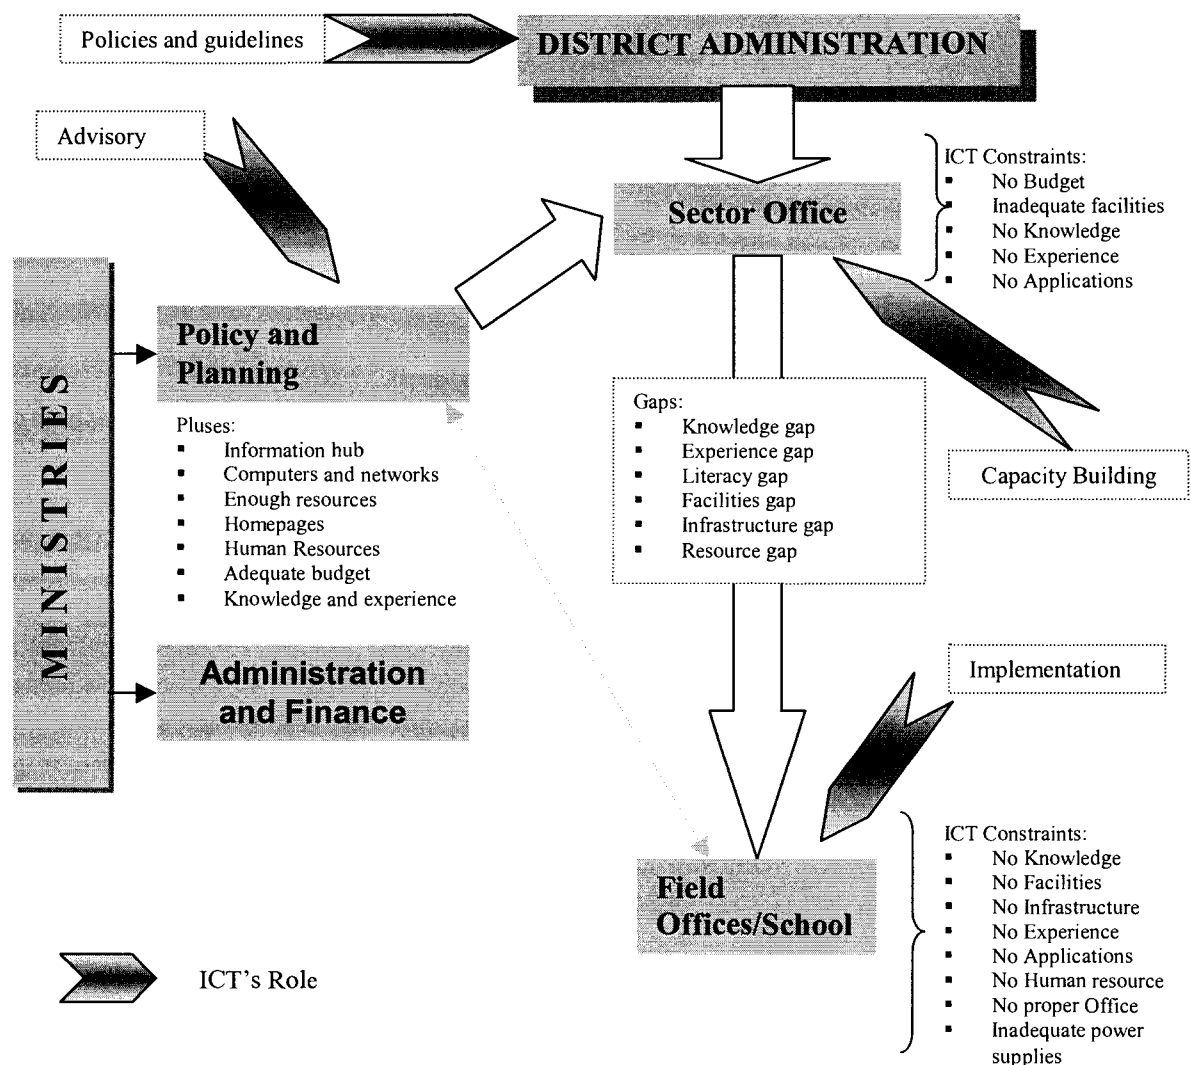 Policies and guidelines
DISTRICT ADMINISTRATION
Advisory
ICT Constraints:
▪ No Budget
▪ Inadequate facilities
▪ No Knowledge
▪ No Experience
▪ No Applications
Sector Office
MINISTRIES
Policy and
Planning
Pluses:
▪ Information hub
▪ Computers and networks
▪ Enough resources
▪ Homepages
▪ Human Resources
▪ Adequate budget
▪ Knowledge and experience
Gaps:
▪ Knowledge gap
▪ Experience gap
▪ Literacy gap
▪ Facilities gap
▪ Infrastructure gap
▪ Resource gap
Capacity Building
Administration
and Finance
Implementation
Field
Offices/School
ICT Constraints:
▪ No Knowledge
▪ No Facilities
▪ No Infrastructure
▪ No Experience
▪ No Applications
▪ No Human resource
▪ No proper Office
▪ Inadequate power
supplies
ICT's Role